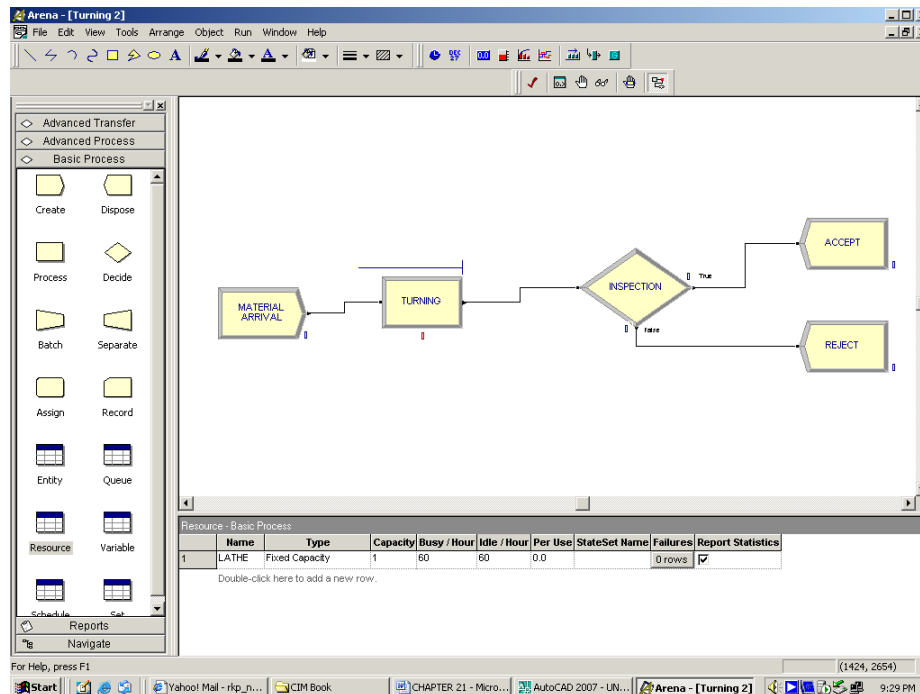 Arena - [Turning 2]
File Edit View Tools Arrange Object Run Window Help
Advanced Transfer
Advanced Process
Basic Process
Create Dispose
Process Decide
Batch Separate
Assign Record
Entity Queue
Resource Variable
Schedule Set
Reports
Navigate
MATERIAL
ARRIVAL
TURNING
INSPECTION
True
False
ACCEPT
REJECT
Resource - Basic Process
Name Type Capacity Busy / Hour Idle / Hour Per Use StateSet Name Failures Report Statistics
1 LATHE Fixed Capacity 1 60 60 0.0 0 rows
Double-click here to add a new row.
For Help, press F1
(1424, 2654)
Start Yahoo! Mail - rkp_n... CIM Book CHAPTER 21 - Micro... AutoCAD 2007 - UN... Arena - [Turning 2] 9:29 PM